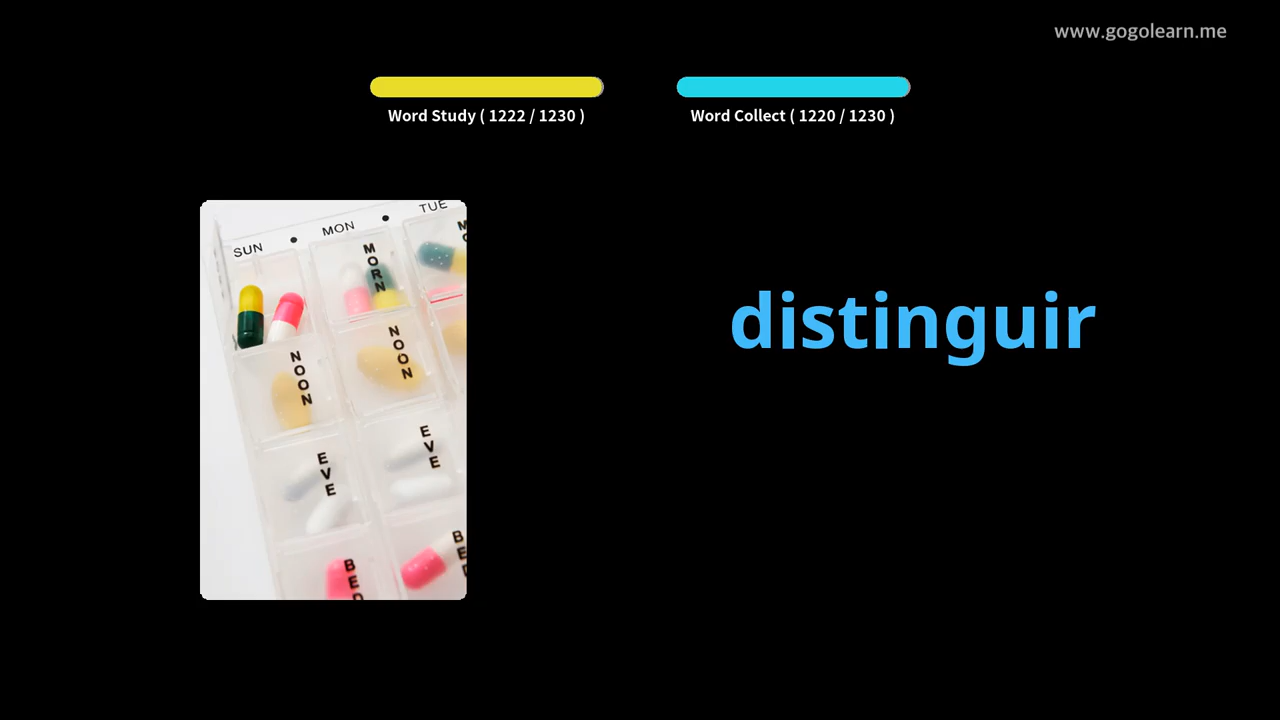 www.gogolearn.me
Word Study ( 1222 / 1230 )
Word Collect ( 1220 / 1230 )
SUN • MON • TUE
MORN
NOON
NOON
EVE
EVE
distinguir